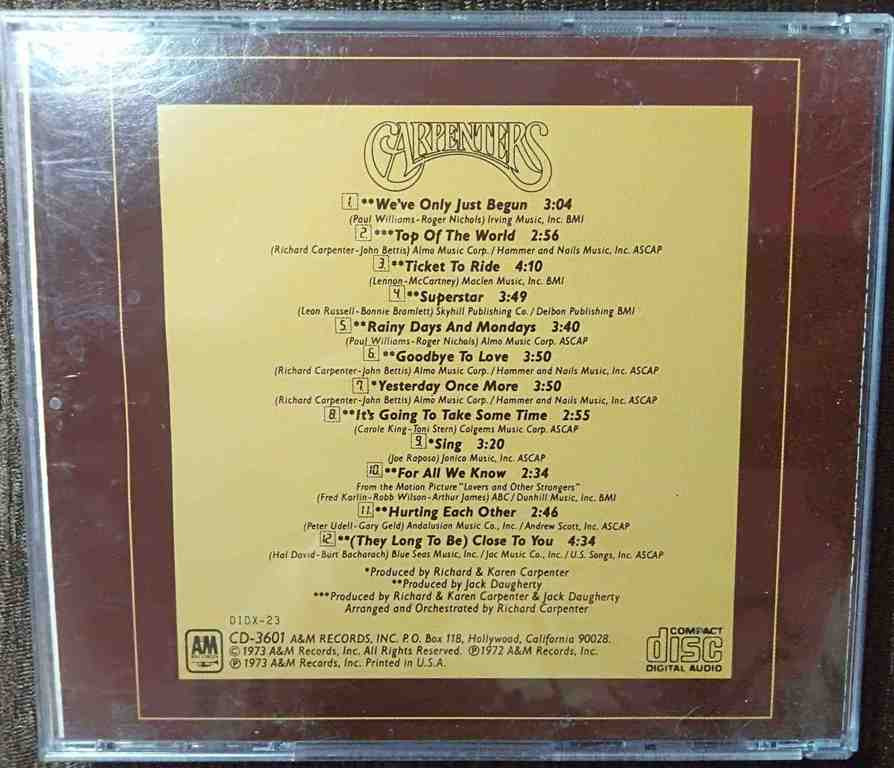 CARPENTERS
1. **We've Only Just Begun 3:04
(Paul Williams-Roger Nichols) Irving Music, Inc. BMI
2. ***Top Of The World 2:56
(Richard Carpenter-John Bettis) Almo Music Corp./Hammer and Nails Music, Inc. ASCAP
3. **Ticket To Ride 4:10
(Lennon-McCartney) Maclen Music, Inc. BMI
4. **Superstar 3:49
(Leon Russell-Bonnie Bramlett) Skyhill Publishing Co./Delbon Publishing BMI
5. **Rainy Days And Mondays 3:40
(Paul Williams-Roger Nichols) Almo Music Corp. ASCAP
6. **Goodbye To Love 3:50
(Richard Carpenter-John Bettis) Almo Music Corp./Hammer and Nails Music, Inc. ASCAP
7. *Yesterday Once More 3:50
(Richard Carpenter-John Bettis) Almo Music Corp./Hammer and Nails Music, Inc. ASCAP
8. **It's Going To Take Some Time 2:55
(Carole King-Toni Stern) Colgems Music Corp. ASCAP
9. *Sing 3:20
(Joe Raposo) Jonico Music, Inc. ASCAP
10. **For All We Know 2:34
From the Motion Picture "Lovers and Other Strangers"
(Fred Karlin-Robb Wilson-Arthur James) ABC/Dunhill Music, Inc. BMI
11. **Hurting Each Other 2:46
(Peter Udell-Gary Geld) Andalusian Music Co., Inc./Andrew Scott, Inc. ASCAP
12. **(They Long To Be) Close To You 4:34
(Hal David-Burt Bacharach) Blue Seas Music, Inc./Jac Music Co., Inc./U.S. Songs, Inc. ASCAP
*Produced by Richard & Karen Carpenter
**Produced by Jack Daugherty
***Produced by Richard & Karen Carpenter & Jack Daugherty
Arranged and Orchestrated by Richard Carpenter
DIDX-23
A&M RECORDS
CD-3601 A&M RECORDS, INC. P.O. Box 118, Hollywood, California 90028.
©1973 A&M Records, Inc. All Rights Reserved. ℗1972 A&M Records, Inc.
℗1973 A&M Records, Inc. Printed in U.S.A.
COMPACT
disc
DIGITAL AUDIO